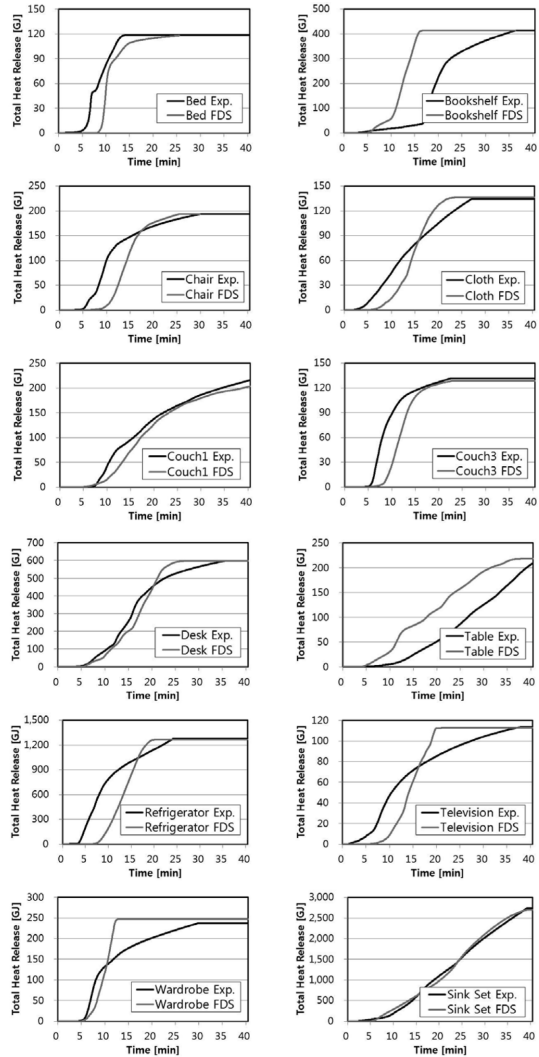 Total Heat Release [GJ]
150
120
90
60
30
0
Bed Exp.
Bed FDS
0 5 10 15 20 25 30 35 40
Time [min]
Total Heat Release [GJ]
500
400
300
200
100
0
Bookshelf Exp.
Bookshelf FDS
0 5 10 15 20 25 30 35 40
Time [min]
Total Heat Release [GJ]
250
200
150
100
50
0
Chair Exp.
Chair FDS
0 5 10 15 20 25 30 35 40
Time [min]
Total Heat Release [GJ]
150
120
90
60
30
0
Cloth Exp.
Cloth FDS
0 5 10 15 20 25 30 35 40
Time [min]
Total Heat Release [GJ]
250
200
150
100
50
0
Couch1 Exp.
Couch1 FDS
0 5 10 15 20 25 30 35 40
Time [min]
Total Heat Release [GJ]
150
120
90
60
30
0
Couch3 Exp.
Couch3 FDS
0 5 10 15 20 25 30 35 40
Time [min]
Total Heat Release [GJ]
700
600
500
400
300
200
100
0
Desk Exp.
Desk FDS
0 5 10 15 20 25 30 35 40
Time [min]
Total Heat Release [GJ]
250
200
150
100
50
0
Table Exp.
Table FDS
0 5 10 15 20 25 30 35 40
Time [min]
Total Heat Release [GJ]
1,500
1,200
900
600
300
0
Refrigerator Exp.
Refrigerator FDS
0 5 10 15 20 25 30 35 40
Time [min]
Total Heat Release [GJ]
120
100
80
60
40
20
0
Television Exp.
Television FDS
0 5 10 15 20 25 30 35 40
Time [min]
Total Heat Release [GJ]
300
250
200
150
100
50
0
Wardrobe Exp.
Wardrobe FDS
0 5 10 15 20 25 30 35 40
Time [min]
Total Heat Release [GJ]
3,000
2,500
2,000
1,500
1,000
500
0
Sink Set Exp.
Sink Set FDS
0 5 10 15 20 25 30 35 40
Time [min]